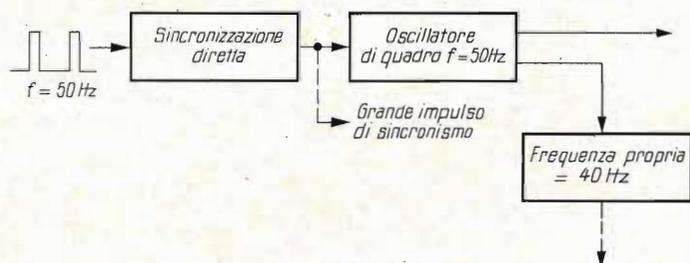 Sincronizzazione
diretta
Oscillatore
di quadro f = 50Hz
f = 50 Hz
Grande impulso
di sincronismo
Frequenza propria
= 40 Hz